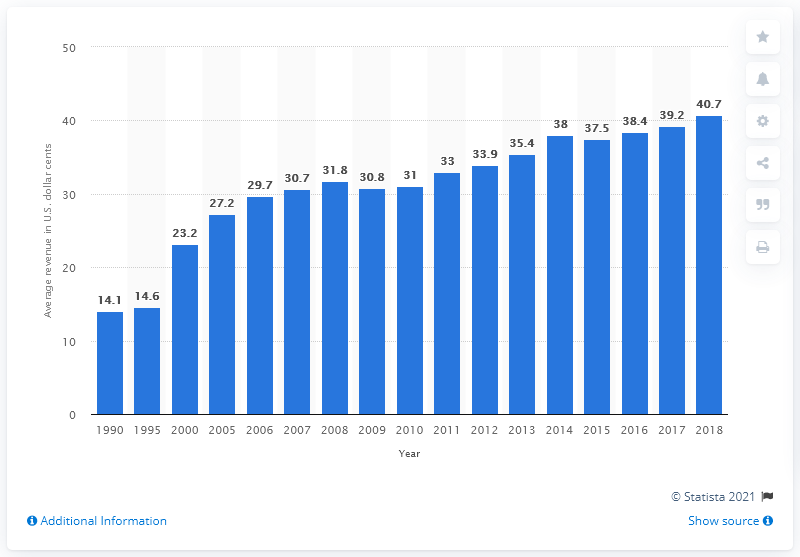 50
40
30
20
10
0
Average revenue in U.S. dollar cents
14.1 14.6 23.2 27.2 29.7 30.7 31.8 30.8 31 33 33.9 35.4 38 37.5 38.4 39.2 40.7
1990 1995 2000 2005 2006 2007 2008 2009 2010 2011 2012 2013 2014 2015 2016 2017 2018
Year
© Statista 2021
Additional Information
Show source